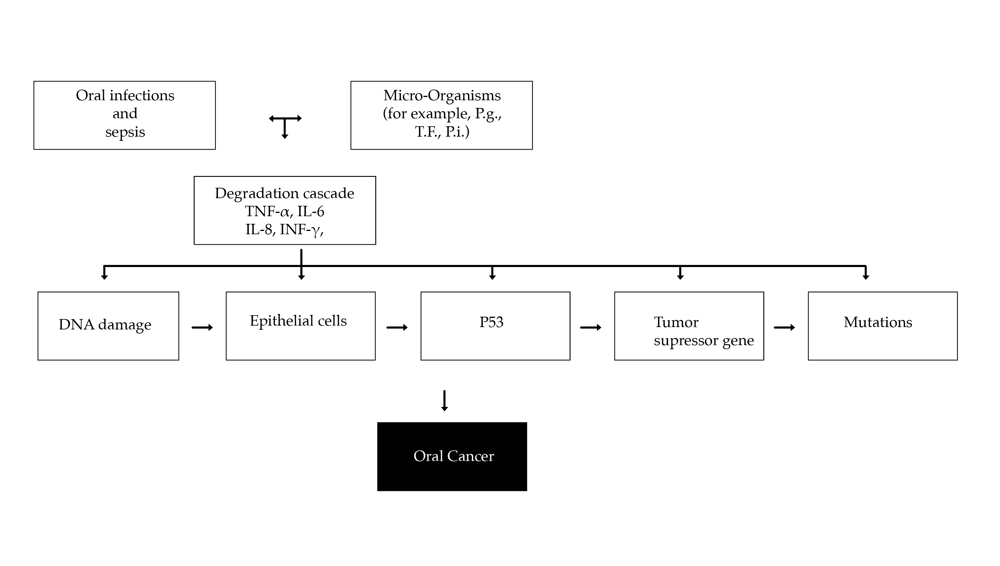 Oral infections
and
sepsis
Micro-Organisms
(for example, P.g.,
T.F., P.i.)
Degradation cascade
TNF-α, IL-6
IL-8, INF-γ,
DNA damage
Epithelial cells
P53
Tumor
supressor gene
Mutations
Oral Cancer